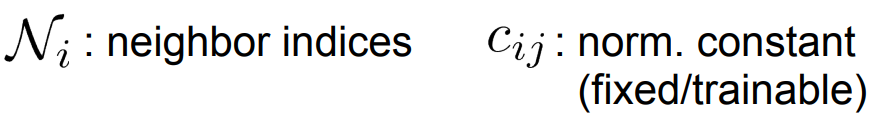 𝒩ᵢ : neighbor indices
cᵢⱼ : norm. constant
(fixed/trainable)